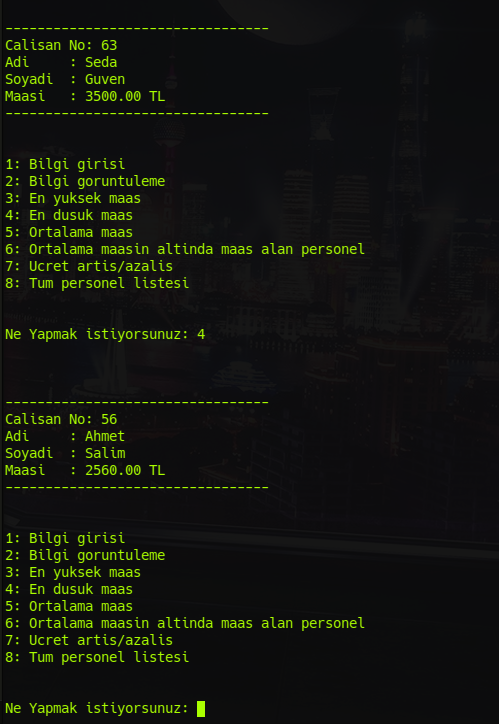 ---------------------------------
Calisan No: 63
Adi     : Seda
Soyadi  : Guven
Maasi   : 3500.00 TL
---------------------------------
1: Bilgi girisi
2: Bilgi goruntuleme
3: En yuksek maas
4: En dusuk maas
5: Ortalama maas
6: Ortalama maasin altinda maas alan personel
7: Ucret artis/azalis
8: Tum personel listesi
Ne Yapmak istiyorsunuz: 4
---------------------------------
Calisan No: 56
Adi     : Ahmet
Soyadi  : Salim
Maasi   : 2560.00 TL
---------------------------------
1: Bilgi girisi
2: Bilgi goruntuleme
3: En yuksek maas
4: En dusuk maas
5: Ortalama maas
6: Ortalama maasin altinda maas alan personel
7: Ucret artis/azalis
8: Tum personel listesi
Ne Yapmak istiyorsunuz: